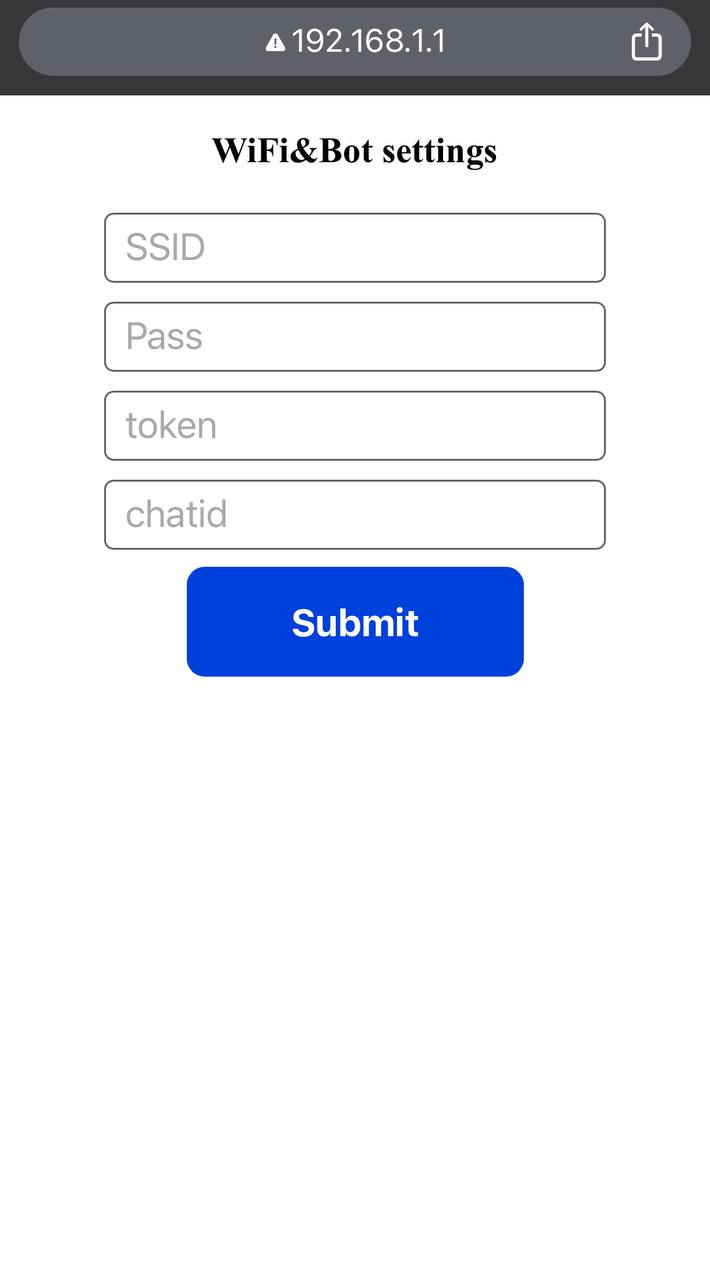 192.168.1.1
WiFi&Bot settings
SSID
Pass
token
chatid
Submit